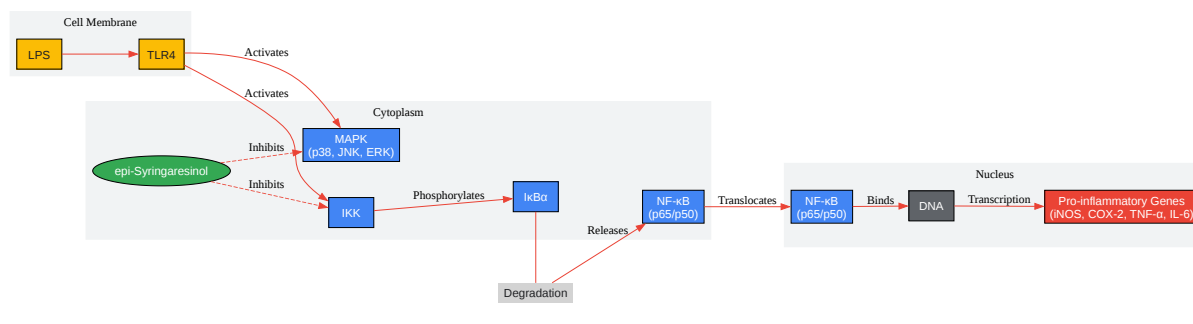 Cell Membrane
LPS
TLR4
Activates
Activates
Cytoplasm
MAPK
(p38, JNK, ERK)
epi-Syringaresinol
Inhibits
Inhibits
IKK
Phosphorylates
IκBα
Degradation
Releases
NF-κB
(p65/p50)
Translocates
Nucleus
NF-κB
(p65/p50)
Binds
DNA
Transcription
Pro-inflammatory Genes
(iNOS, COX-2, TNF-α, IL-6)